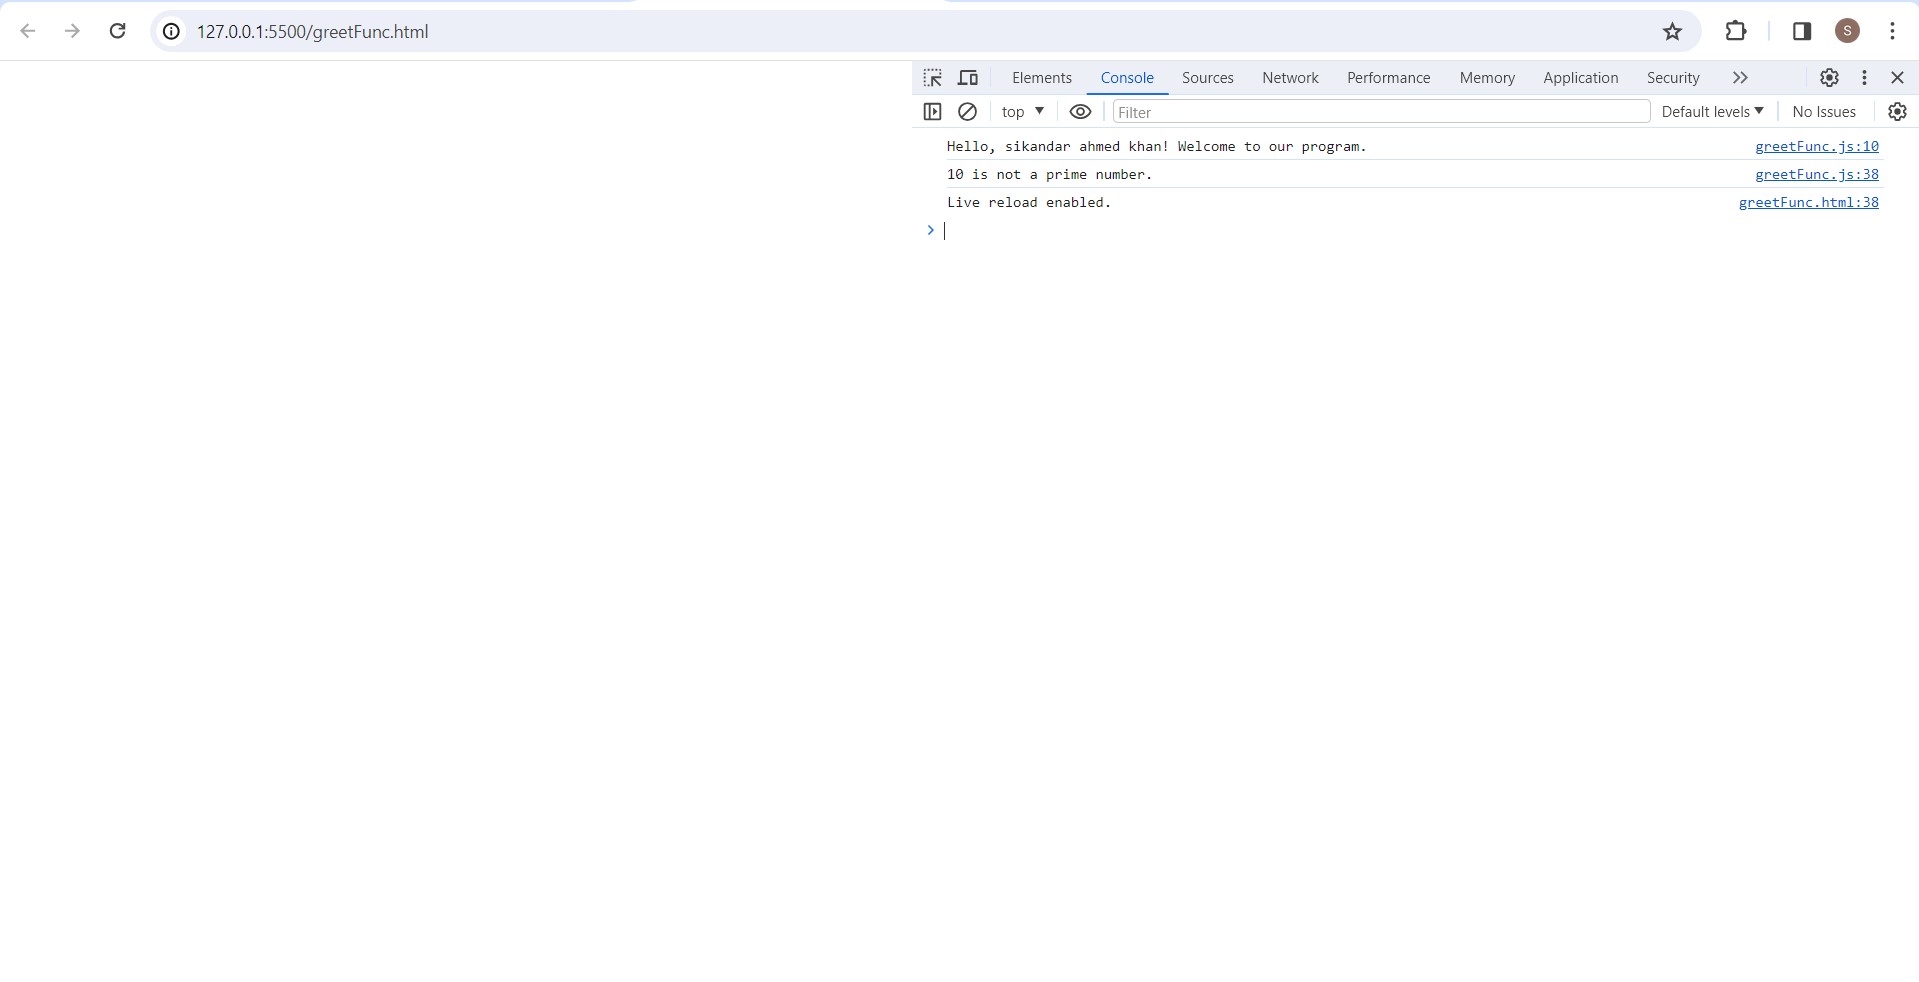 127.0.0.1:5500/greetFunc.html
S
Elements Console Sources Network Performance Memory Application Security
top Filter Default levels No Issues
Hello, sikandar ahmed khan! Welcome to our program. greetFunc.js:10
10 is not a prime number. greetFunc.js:38
Live reload enabled. greetFunc.html:38